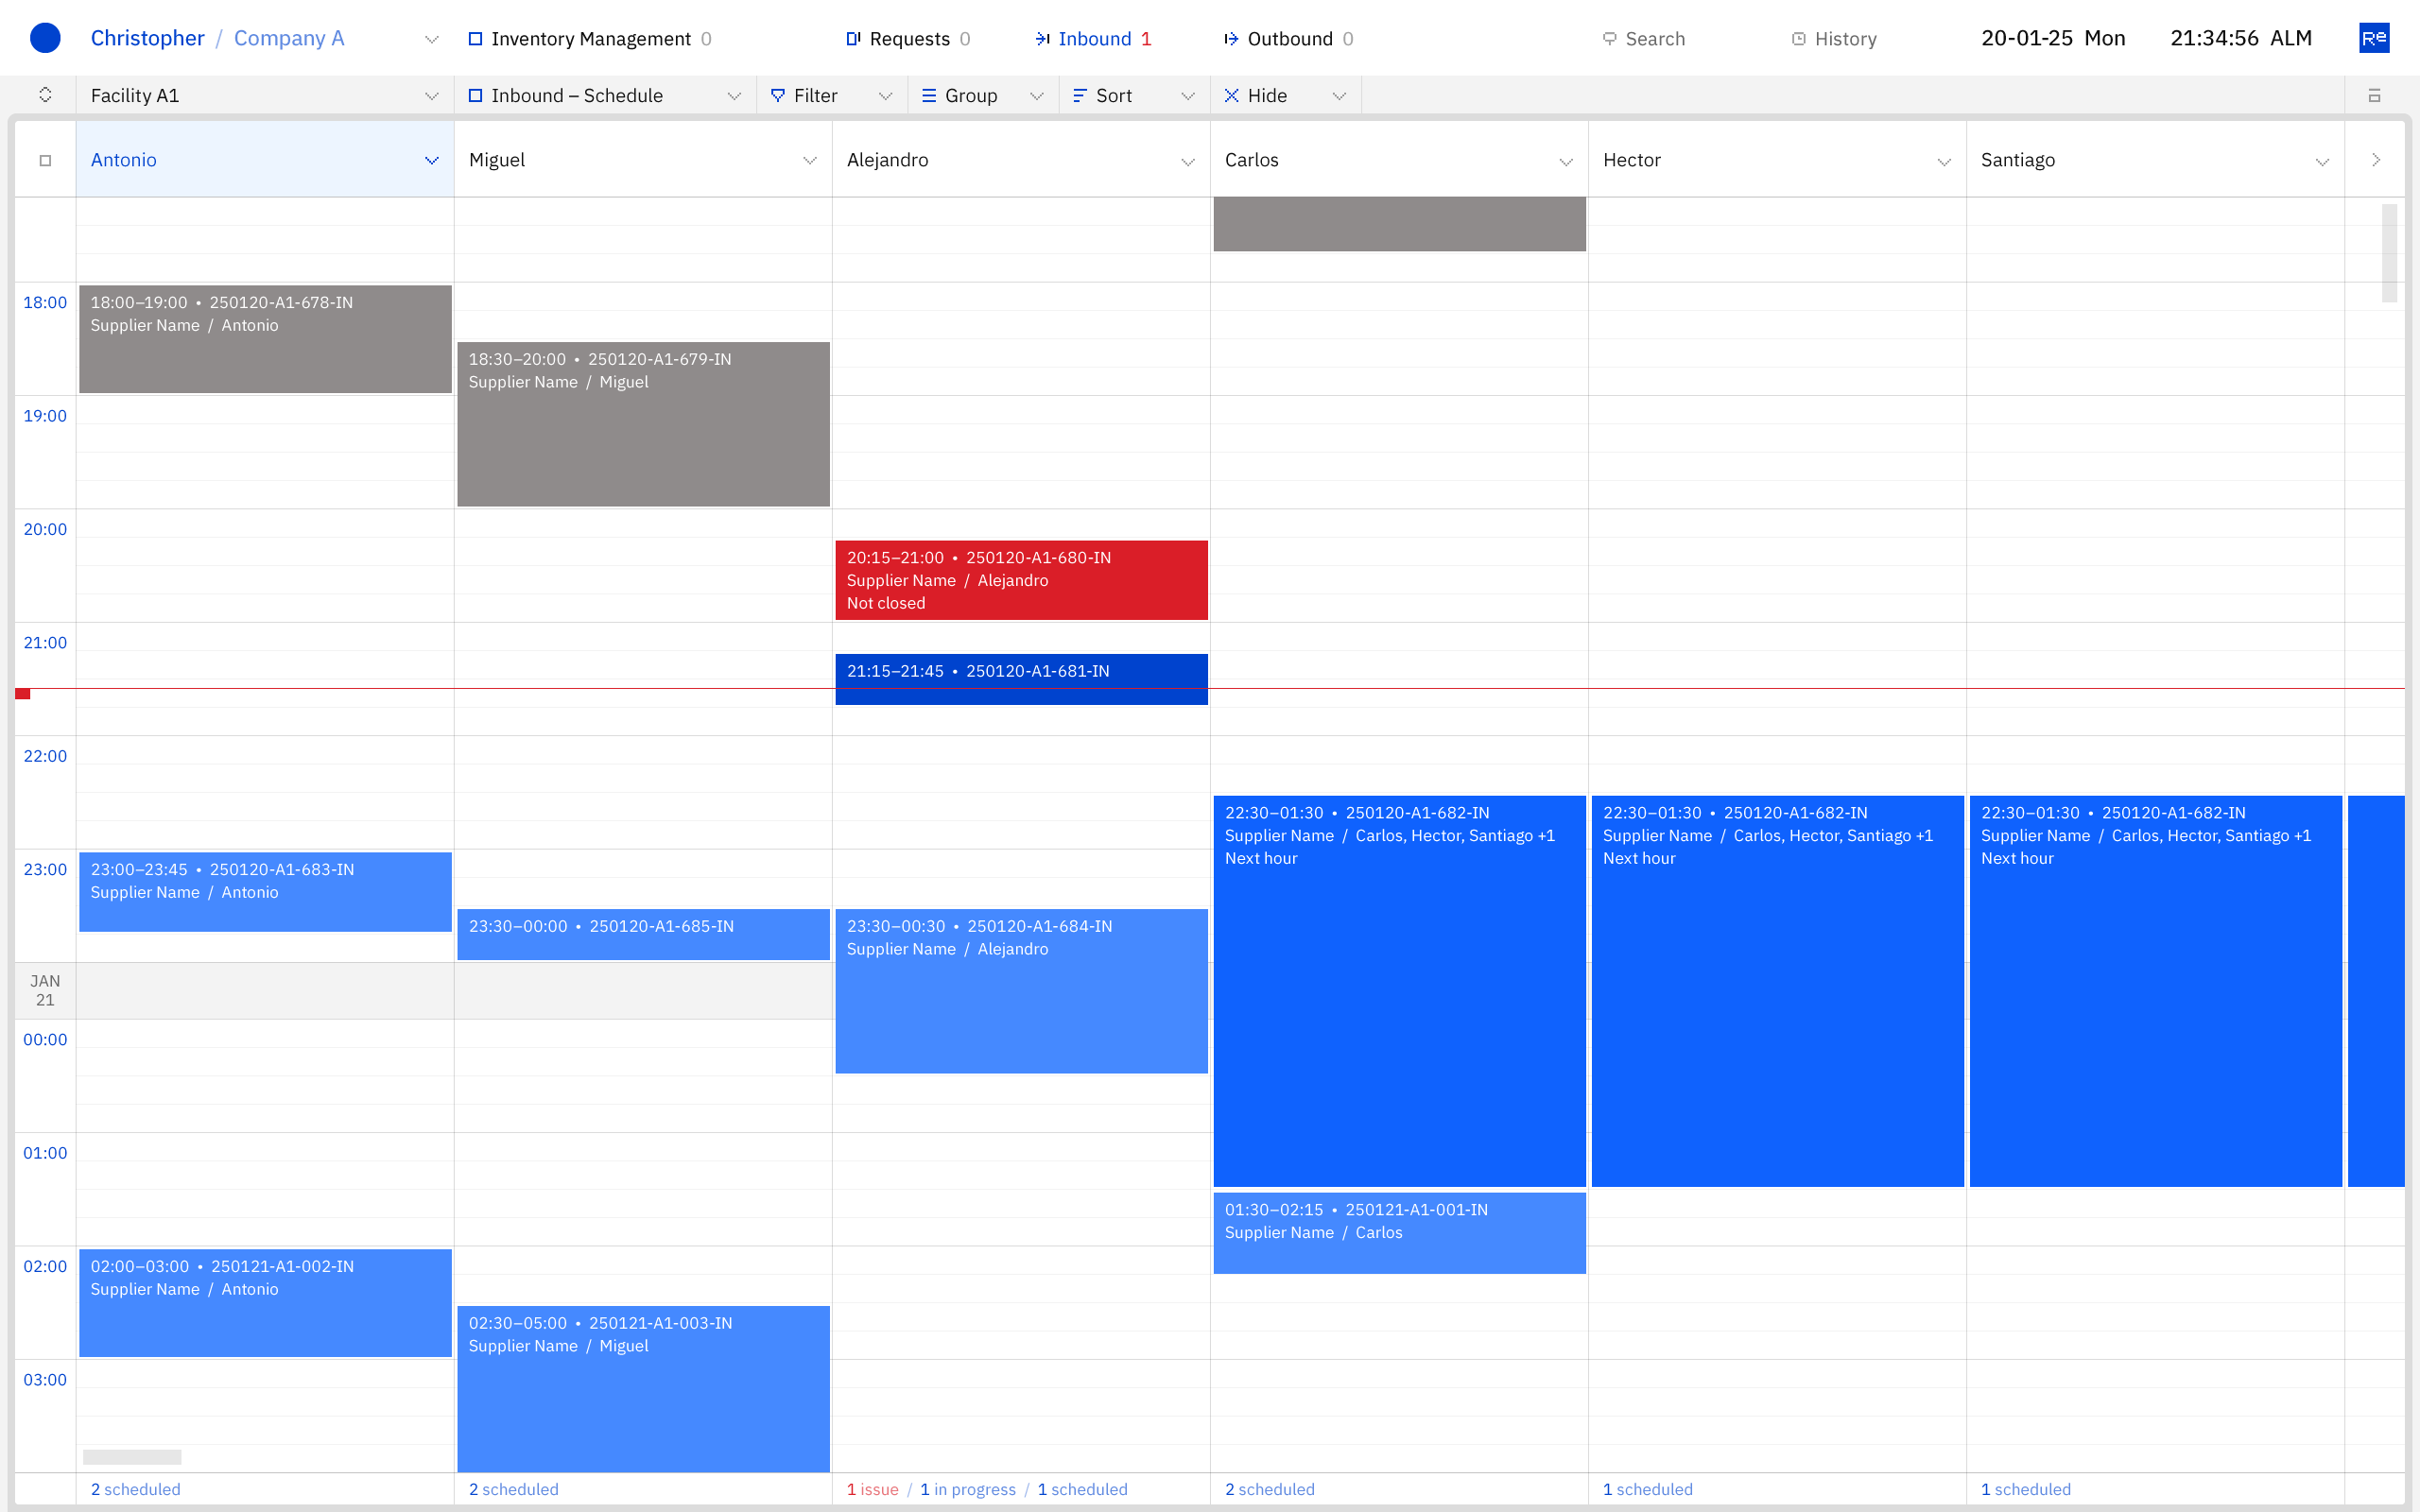 Christopher / Company A
Inventory Management 0
Requests 0
Inbound 1
Outbound 0
Search
History
20-01-25 Mon
21:34:56 ALM
Re
Facility A1
Inbound – Schedule
Filter
Group
Sort
Hide
Antonio
Miguel
Alejandro
Carlos
Hector
Santiago
18:00
18:00–19:00 • 250120-A1-678-IN
Supplier Name / Antonio
18:30–20:00 • 250120-A1-679-IN
Supplier Name / Miguel
19:00
20:00
20:15–21:00 • 250120-A1-680-IN
Supplier Name / Alejandro
Not closed
21:00
21:15–21:45 • 250120-A1-681-IN
22:00
22:30–01:30 • 250120-A1-682-IN
Supplier Name / Carlos, Hector, Santiago +1
Next hour
22:30–01:30 • 250120-A1-682-IN
Supplier Name / Carlos, Hector, Santiago +1
Next hour
22:30–01:30 • 250120-A1-682-IN
Supplier Name / Carlos, Hector, Santiago +1
Next hour
23:00
23:00–23:45 • 250120-A1-683-IN
Supplier Name / Antonio
23:30–00:00 • 250120-A1-685-IN
23:30–00:30 • 250120-A1-684-IN
Supplier Name / Alejandro
JAN
21
00:00
01:00
01:30–02:15 • 250121-A1-001-IN
Supplier Name / Carlos
02:00
02:00–03:00 • 250121-A1-002-IN
Supplier Name / Antonio
02:30–05:00 • 250121-A1-003-IN
Supplier Name / Miguel
03:00
2 scheduled
2 scheduled
1 issue / 1 in progress / 1 scheduled
2 scheduled
1 scheduled
1 scheduled